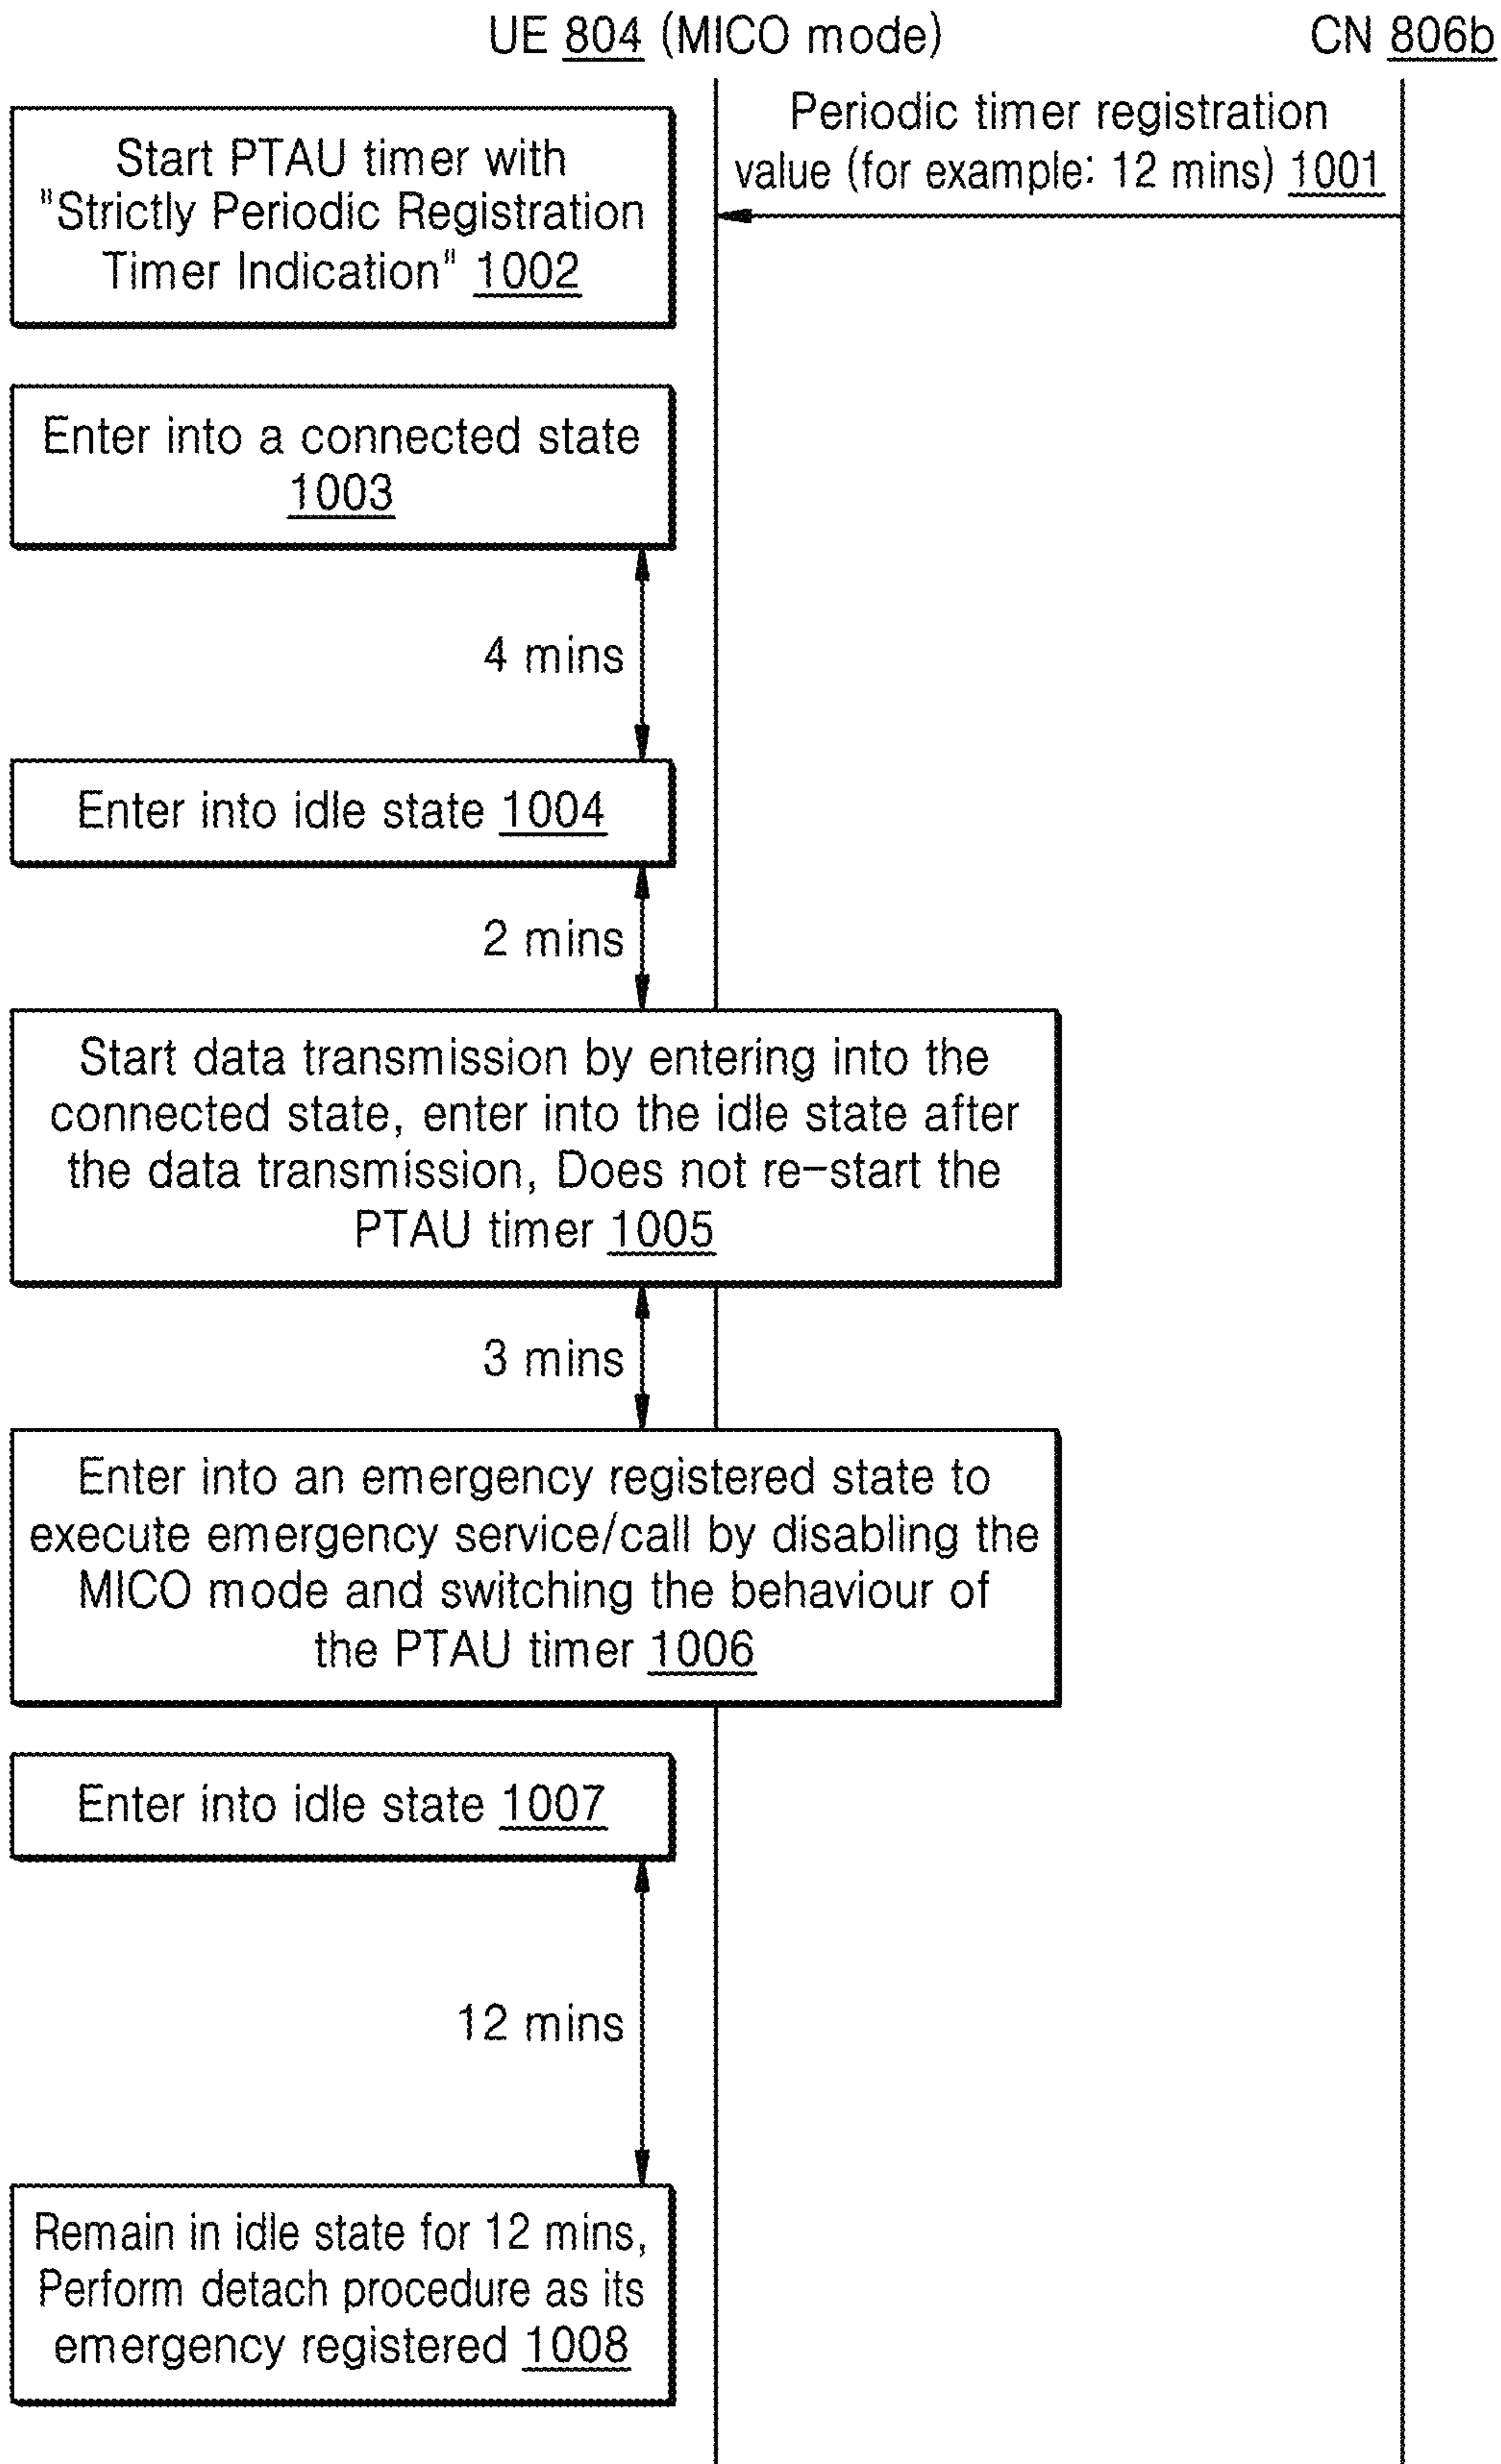 UE 804 (MICO mode)
CN 806b
Periodic timer registration
value (for example: 12 mins) 1001
Start PTAU timer with
"Strictly Periodic Registration
Timer Indication" 1002
Enter into a connected state
1003
4 mins
Enter into idle state 1004
2 mins
Start data transmission by entering into the
connected state, enter into the idle state after
the data transmission, Does not re-start the
PTAU timer 1005
3 mins
Enter into an emergency registered state to
execute emergency service/call by disabling the
MICO mode and switching the behaviour of
the PTAU timer 1006
Enter into idle state 1007
12 mins
Remain in idle state for 12 mins,
Perform detach procedure as its
emergency registered 1008